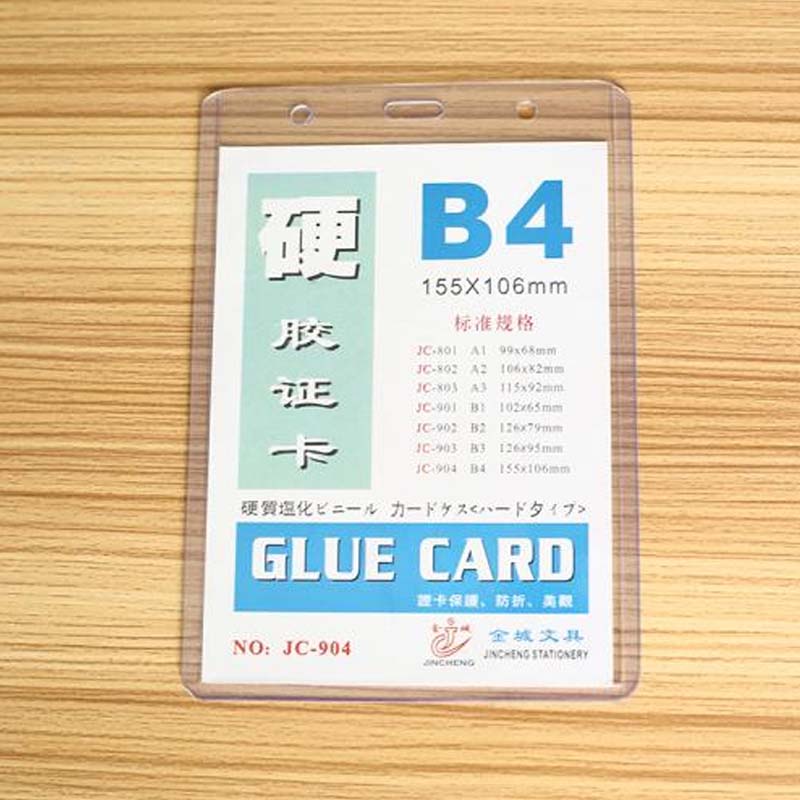 硬
胶
证
卡
B4
155X106mm
标准规格
JC-801 A1 99x68mm
JC-802 A2 106x82mm
JC-803 A3 115x92mm
JC-901 B1 102x65mm
JC-902 B2 126x79mm
JC-903 B3 126x95mm
JC-904 B4 155x106mm
硬質塩化ビニール カードケス<ハードタイプ>
GLUE CARD
證卡保護、防折、美觀
NO: JC-904
金城
JINCHENG
金城文具
JINCHENG STATIONERY